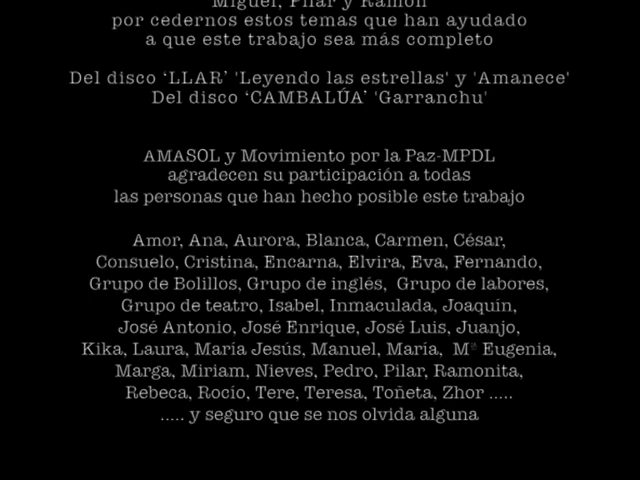 Miguel, Pilar y Ramón
por cedernos estos temas que han ayudado
a que este trabajo sea más completo
Del disco ‘LLAR’ 'Leyendo las estrellas' y 'Amanece'
Del disco ‘CAMBALÚA’ 'Garranchu'
AMASOL y Movimiento por la Paz-MPDL
agradecen su participación a todas
las personas que han hecho posible este trabajo
Amor, Ana, Aurora, Blanca, Carmen, César,
Consuelo, Cristina, Encarna, Elvira, Eva, Fernando,
Grupo de Bolillos, Grupo de inglés, Grupo de labores,
Grupo de teatro, Isabel, Inmaculada, Joaquín,
José Antonio, José Enrique, José Luis, Juanjo,
Kika, Laura, María Jesús, Manuel, María, Mª Eugenia,
Marga, Miriam, Nieves, Pedro, Pilar, Ramonita,
Rebeca, Rocío, Tere, Teresa, Toñeta, Zhor .....
..... y seguro que se nos olvida alguna